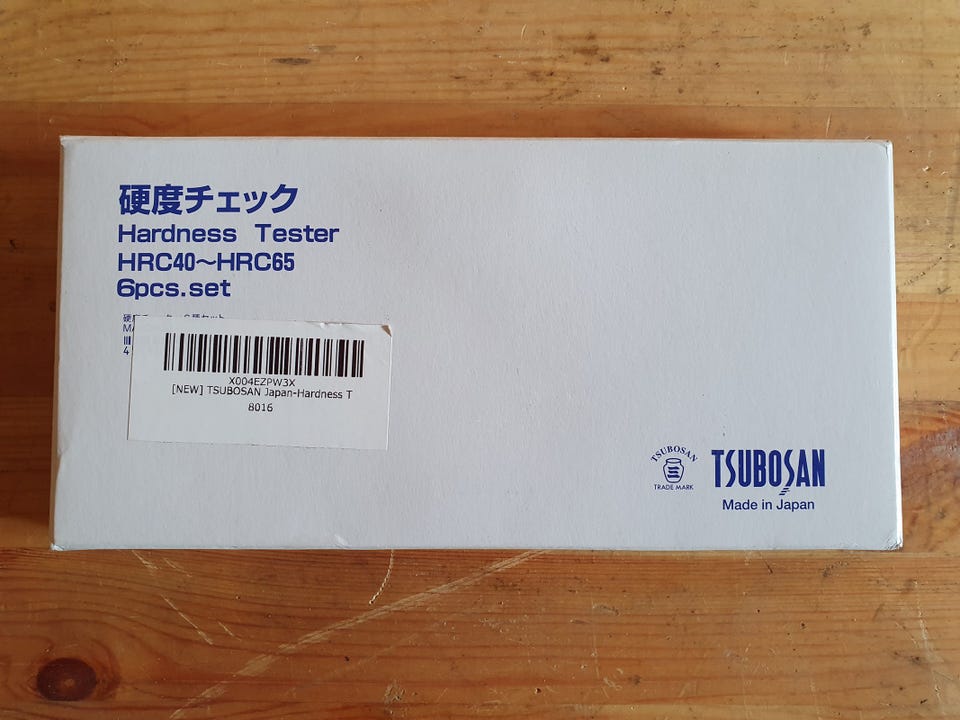 硬度チェック
Hardness Tester
HRC40～HRC65
6pcs.set
X004EZPW3X
[NEW] TSUBOSAN Japan-Hardness T
8016
TSUBOSAN
TRADE MARK
TSUBOSAN
Made in Japan